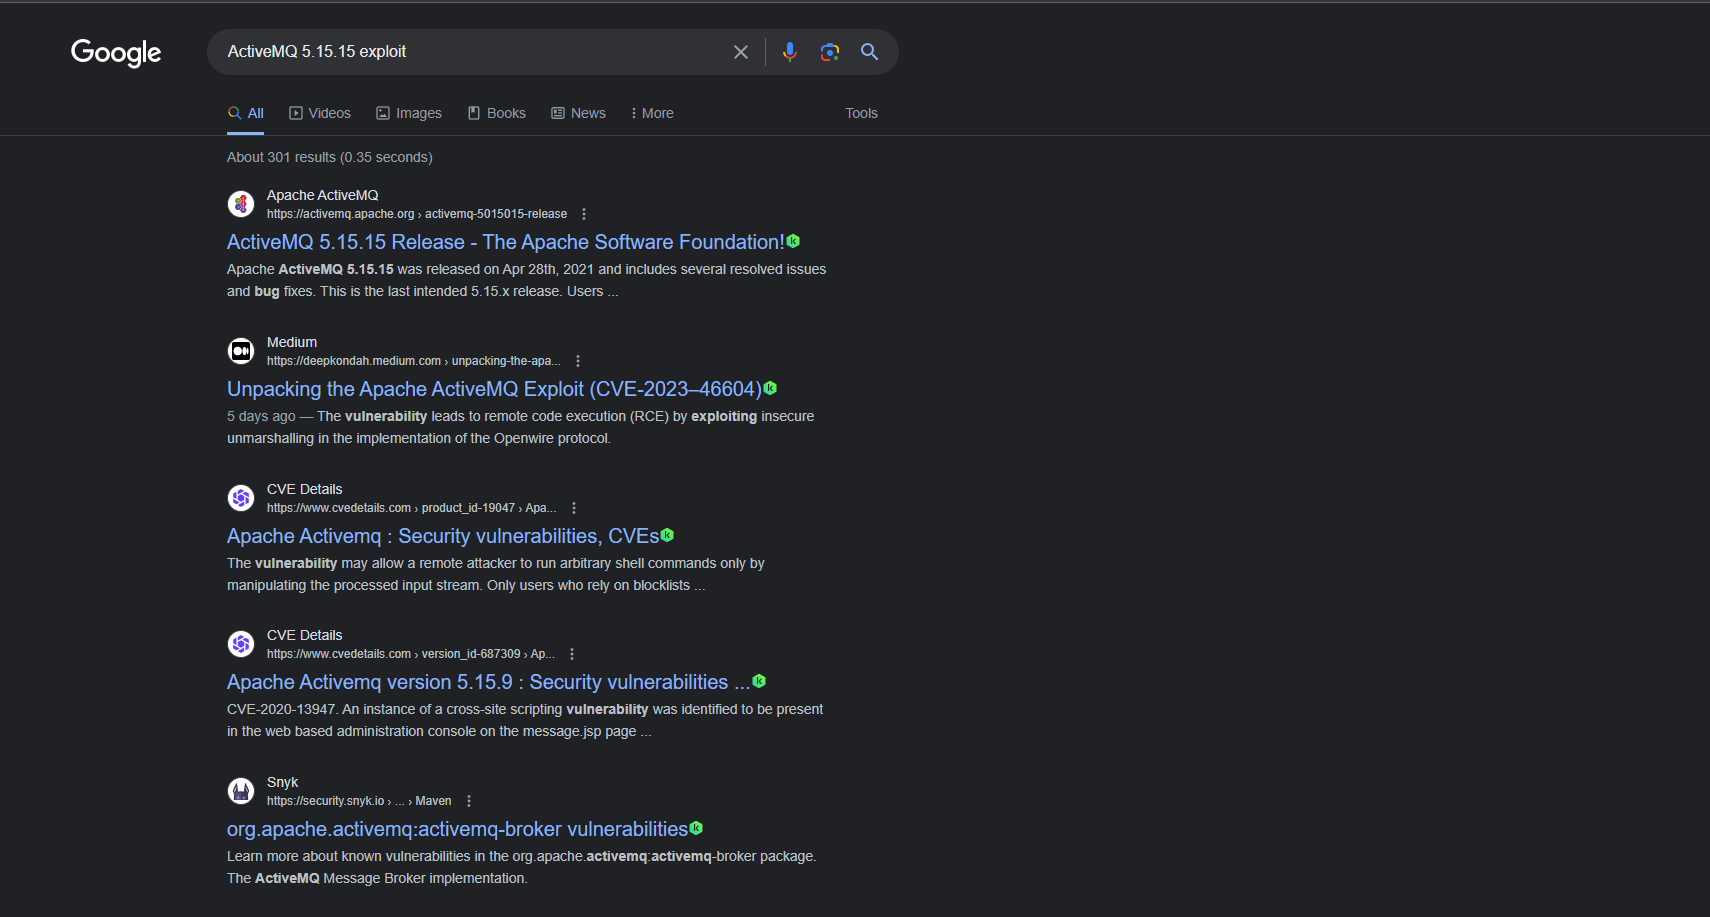 Google
ActiveMQ 5.15.15 exploit
All
Videos
Images
Books
News
More
Tools
About 301 results (0.35 seconds)
Apache ActiveMQ
https://activemq.apache.org › activemq-5015015-release
ActiveMQ 5.15.15 Release - The Apache Software Foundation!
Apache ActiveMQ 5.15.15 was released on Apr 28th, 2021 and includes several resolved issues
and bug fixes. This is the last intended 5.15.x release. Users ...
Medium
https://deepkondah.medium.com › unpacking-the-apa...
Unpacking the Apache ActiveMQ Exploit (CVE-2023–46604)
5 days ago — The vulnerability leads to remote code execution (RCE) by exploiting insecure
unmarshalling in the implementation of the Openwire protocol.
CVE Details
https://www.cvedetails.com › product_id-19047 › Apa...
Apache Activemq : Security vulnerabilities, CVEs
The vulnerability may allow a remote attacker to run arbitrary shell commands only by
manipulating the processed input stream. Only users who rely on blocklists ...
CVE Details
https://www.cvedetails.com › version_id-687309 › Ap...
Apache Activemq version 5.15.9 : Security vulnerabilities ...
CVE-2020-13947. An instance of a cross-site scripting vulnerability was identified to be present
in the web based administration console on the message.jsp page ...
Snyk
https://security.snyk.io › ... › Maven
org.apache.activemq:activemq-broker vulnerabilities
Learn more about known vulnerabilities in the org.apache.activemq:activemq-broker package.
The ActiveMQ Message Broker implementation.